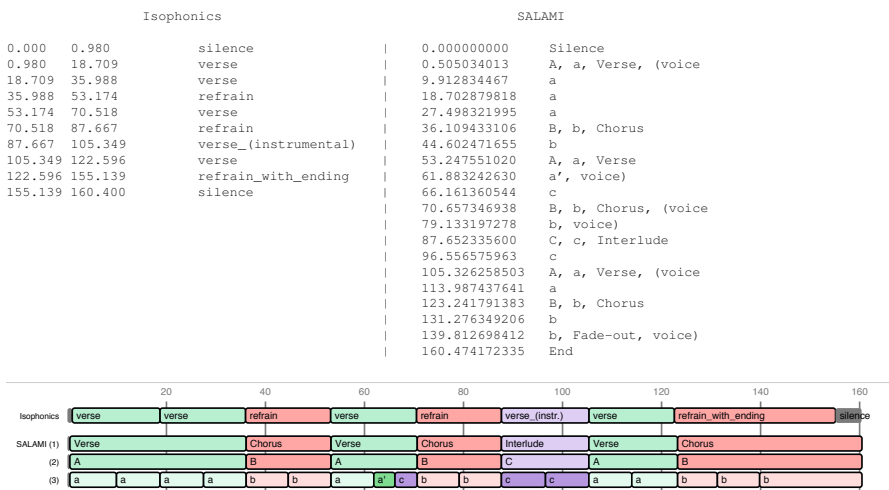 Isophonics SALAMI
0.000 0.980 silence | 0.000000000 Silence
0.980 18.709 verse | 0.505034013 A, a, Verse, (voice
18.709 35.988 verse | 9.912834467 a
35.988 53.174 refrain | 18.702879818 a
53.174 70.518 verse | 27.498321995 a
70.518 87.667 refrain | 36.109433106 B, b, Chorus
87.667 105.349 verse_(instrumental) | 44.602471655 b
105.349 122.596 verse | 53.247551020 A, a, Verse
122.596 155.139 refrain_with_ending | 61.883242630 a’, voice)
155.139 160.400 silence | 66.161360544 c
| 70.657346938 B, b, Chorus, (voice
| 79.133197278 b, voice)
| 87.652335600 C, c, Interlude
| 96.556575963 c
| 105.326258503 A, a, Verse, (voice
| 113.987437641 a
| 123.241791383 B, b, Chorus
| 131.276349206 b
| 139.812698412 b, Fade-out, voice)
| 160.474172335 End
20 40 60 80 100 120 140 160
Isophonics verse verse refrain verse refrain verse_(instr.) verse refrain_with_ending silence
SALAMI (1) Verse Chorus Verse Chorus Interlude Verse Chorus
(2) A B A B C A B
(3) a a a a b b a a' c b b c c a a b b b